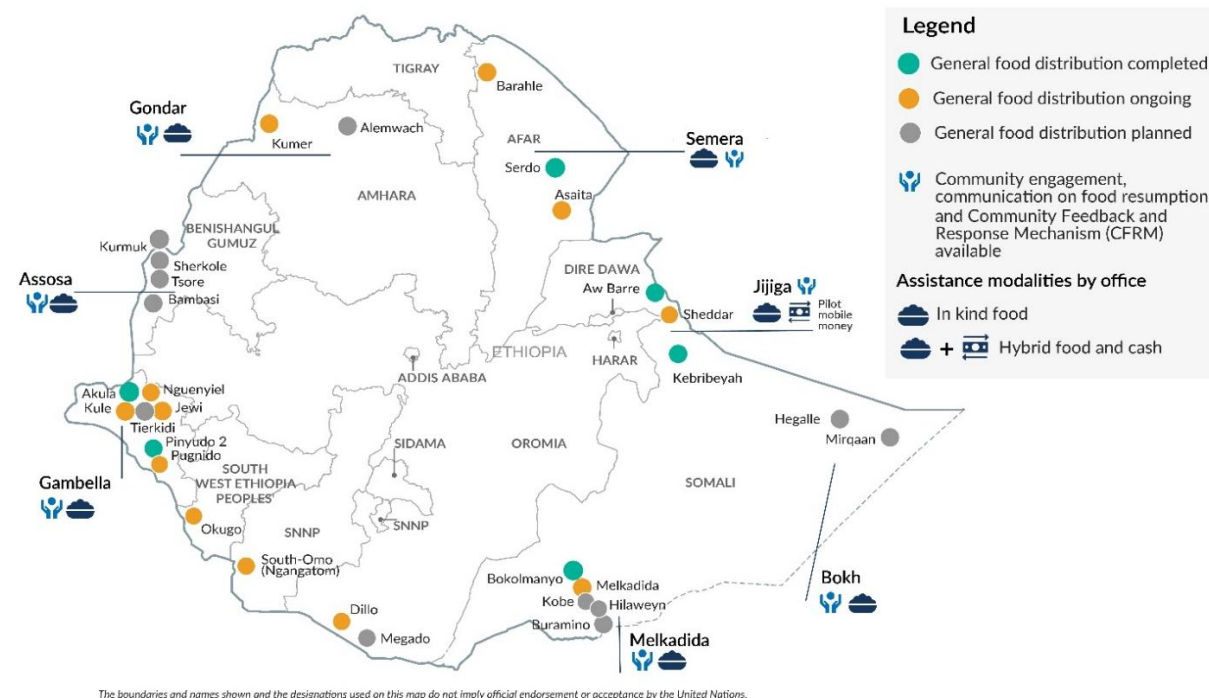 Legend
General food distribution completed
General food distribution ongoing
General food distribution planned
Community engagement,
communication on food resumption
and Community Feedback and
Response Mechanism (CFRM)
available
Assistance modalities by office
In kind food
+
Hybrid food and cash
TIGRAY
Barahle
Gondar
Kumer
Alemwach
AFAR
Semera
Serdo
Asaita
AMHARA
BENISHANGUL
GUMUZ
Kurmuk
Sherkole
Tsore
Assosa
Bambasi
DIRE DAWA
Aw Barre
Jijiga
Pilot
mobile
money
Sheddar
ETHIOPIA
HARAR
Kebribeyah
ADDIS ABABA
Akula
Nguenyiel
Kule
Jewi
Tierkidi
Pinyudo 2
Pugnido
Hegalle
Mirqaan
SIDAMA
OROMIA
SOUTH
WEST ETHIOPIA
PEOPLES
SOMALI
Gambella
Okugo
SNNP
SNNP
South-Omo
(Ngangatom)
Bokolmanyo
Melkadida
Kobe
Hilaweyn
Buramino
Bokh
Dillo
Megado
Melkadida
The boundaries and names shown and the designations used on this map do not imply official endorsement or acceptance by the United Nations.